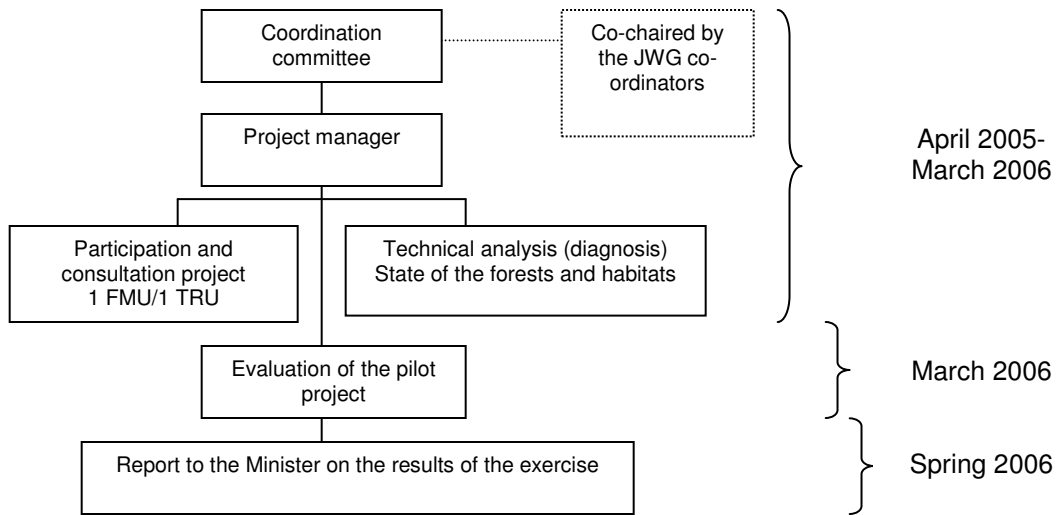 Coordination
committee
Co-chaired by
the JWG co-
ordinators
Project manager
April 2005-
March 2006
Participation and
consultation project
1 FMU/1 TRU
Technical analysis (diagnosis)
State of the forests and habitats
Evaluation of the pilot
project
March 2006
Report to the Minister on the results of the exercise
Spring 2006